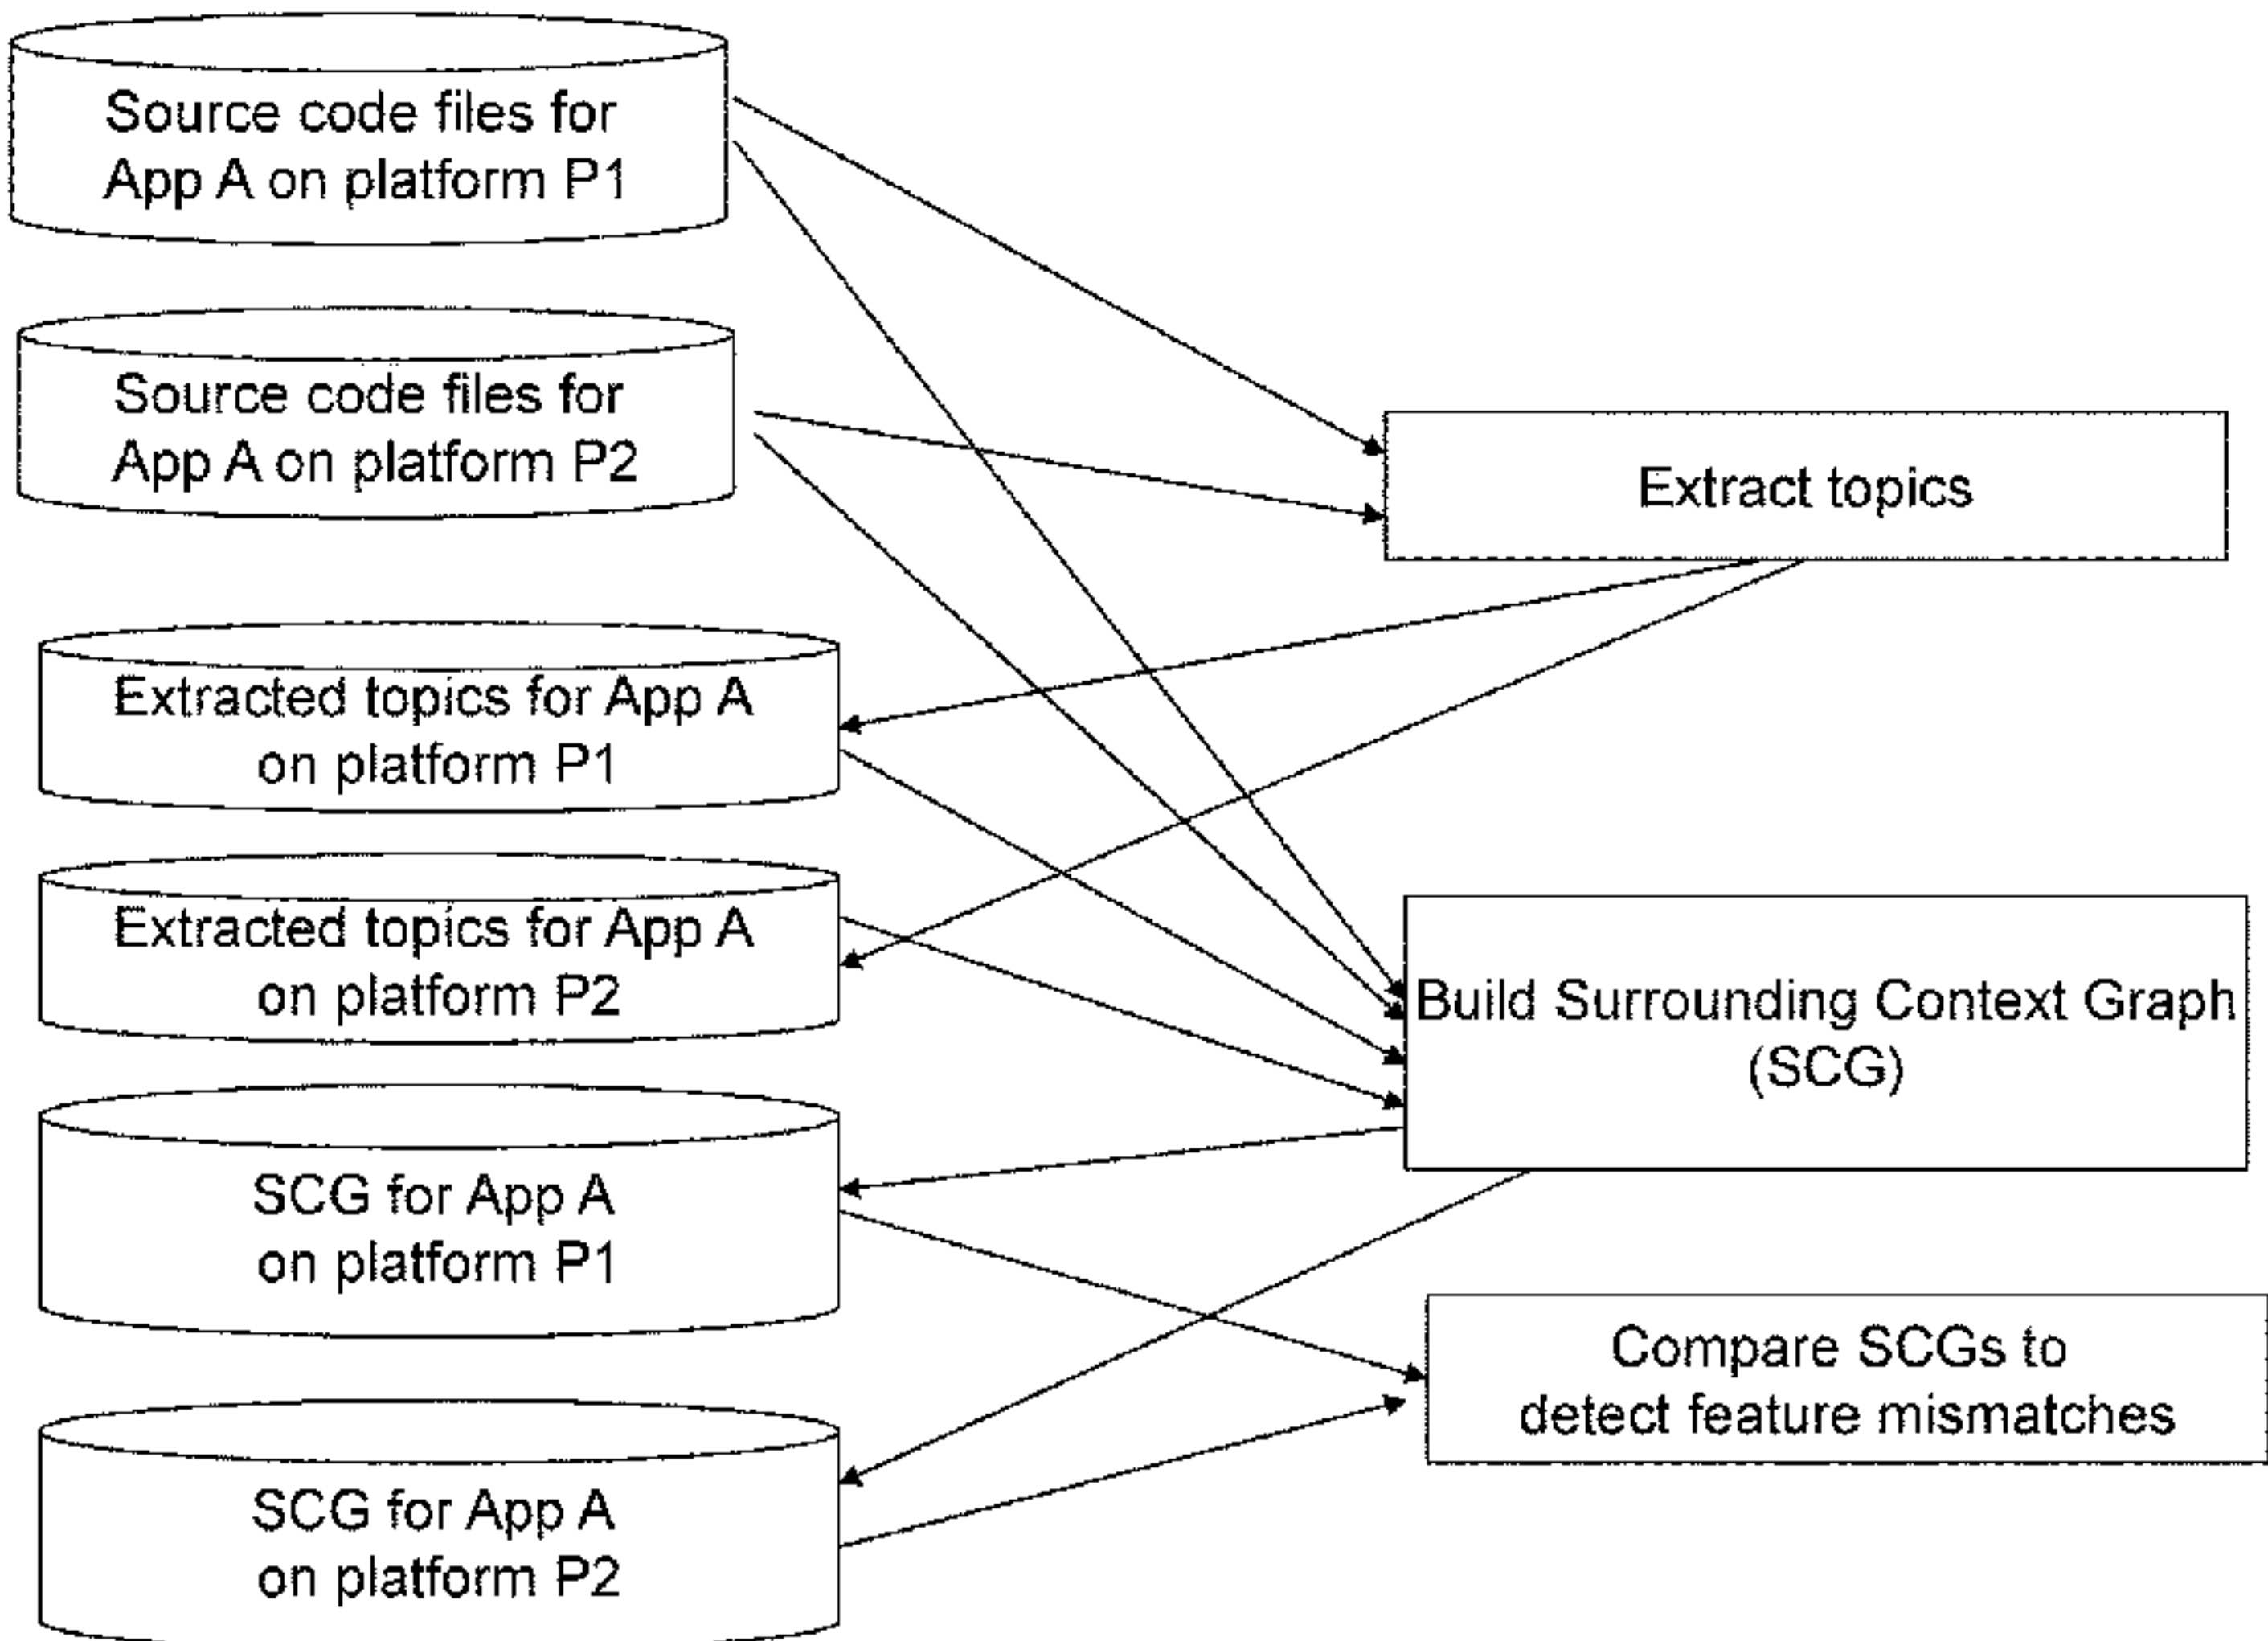 Source code files for
App A on platform P1
Source code files for
App A on platform P2
Extract topics
Extracted topics for App A
on platform P1
Extracted topics for App A
on platform P2
Build Surrounding Context Graph
(SCG)
SCG for App A
on platform P1
Compare SCGs to
detect feature mismatches
SCG for App A
on platform P2